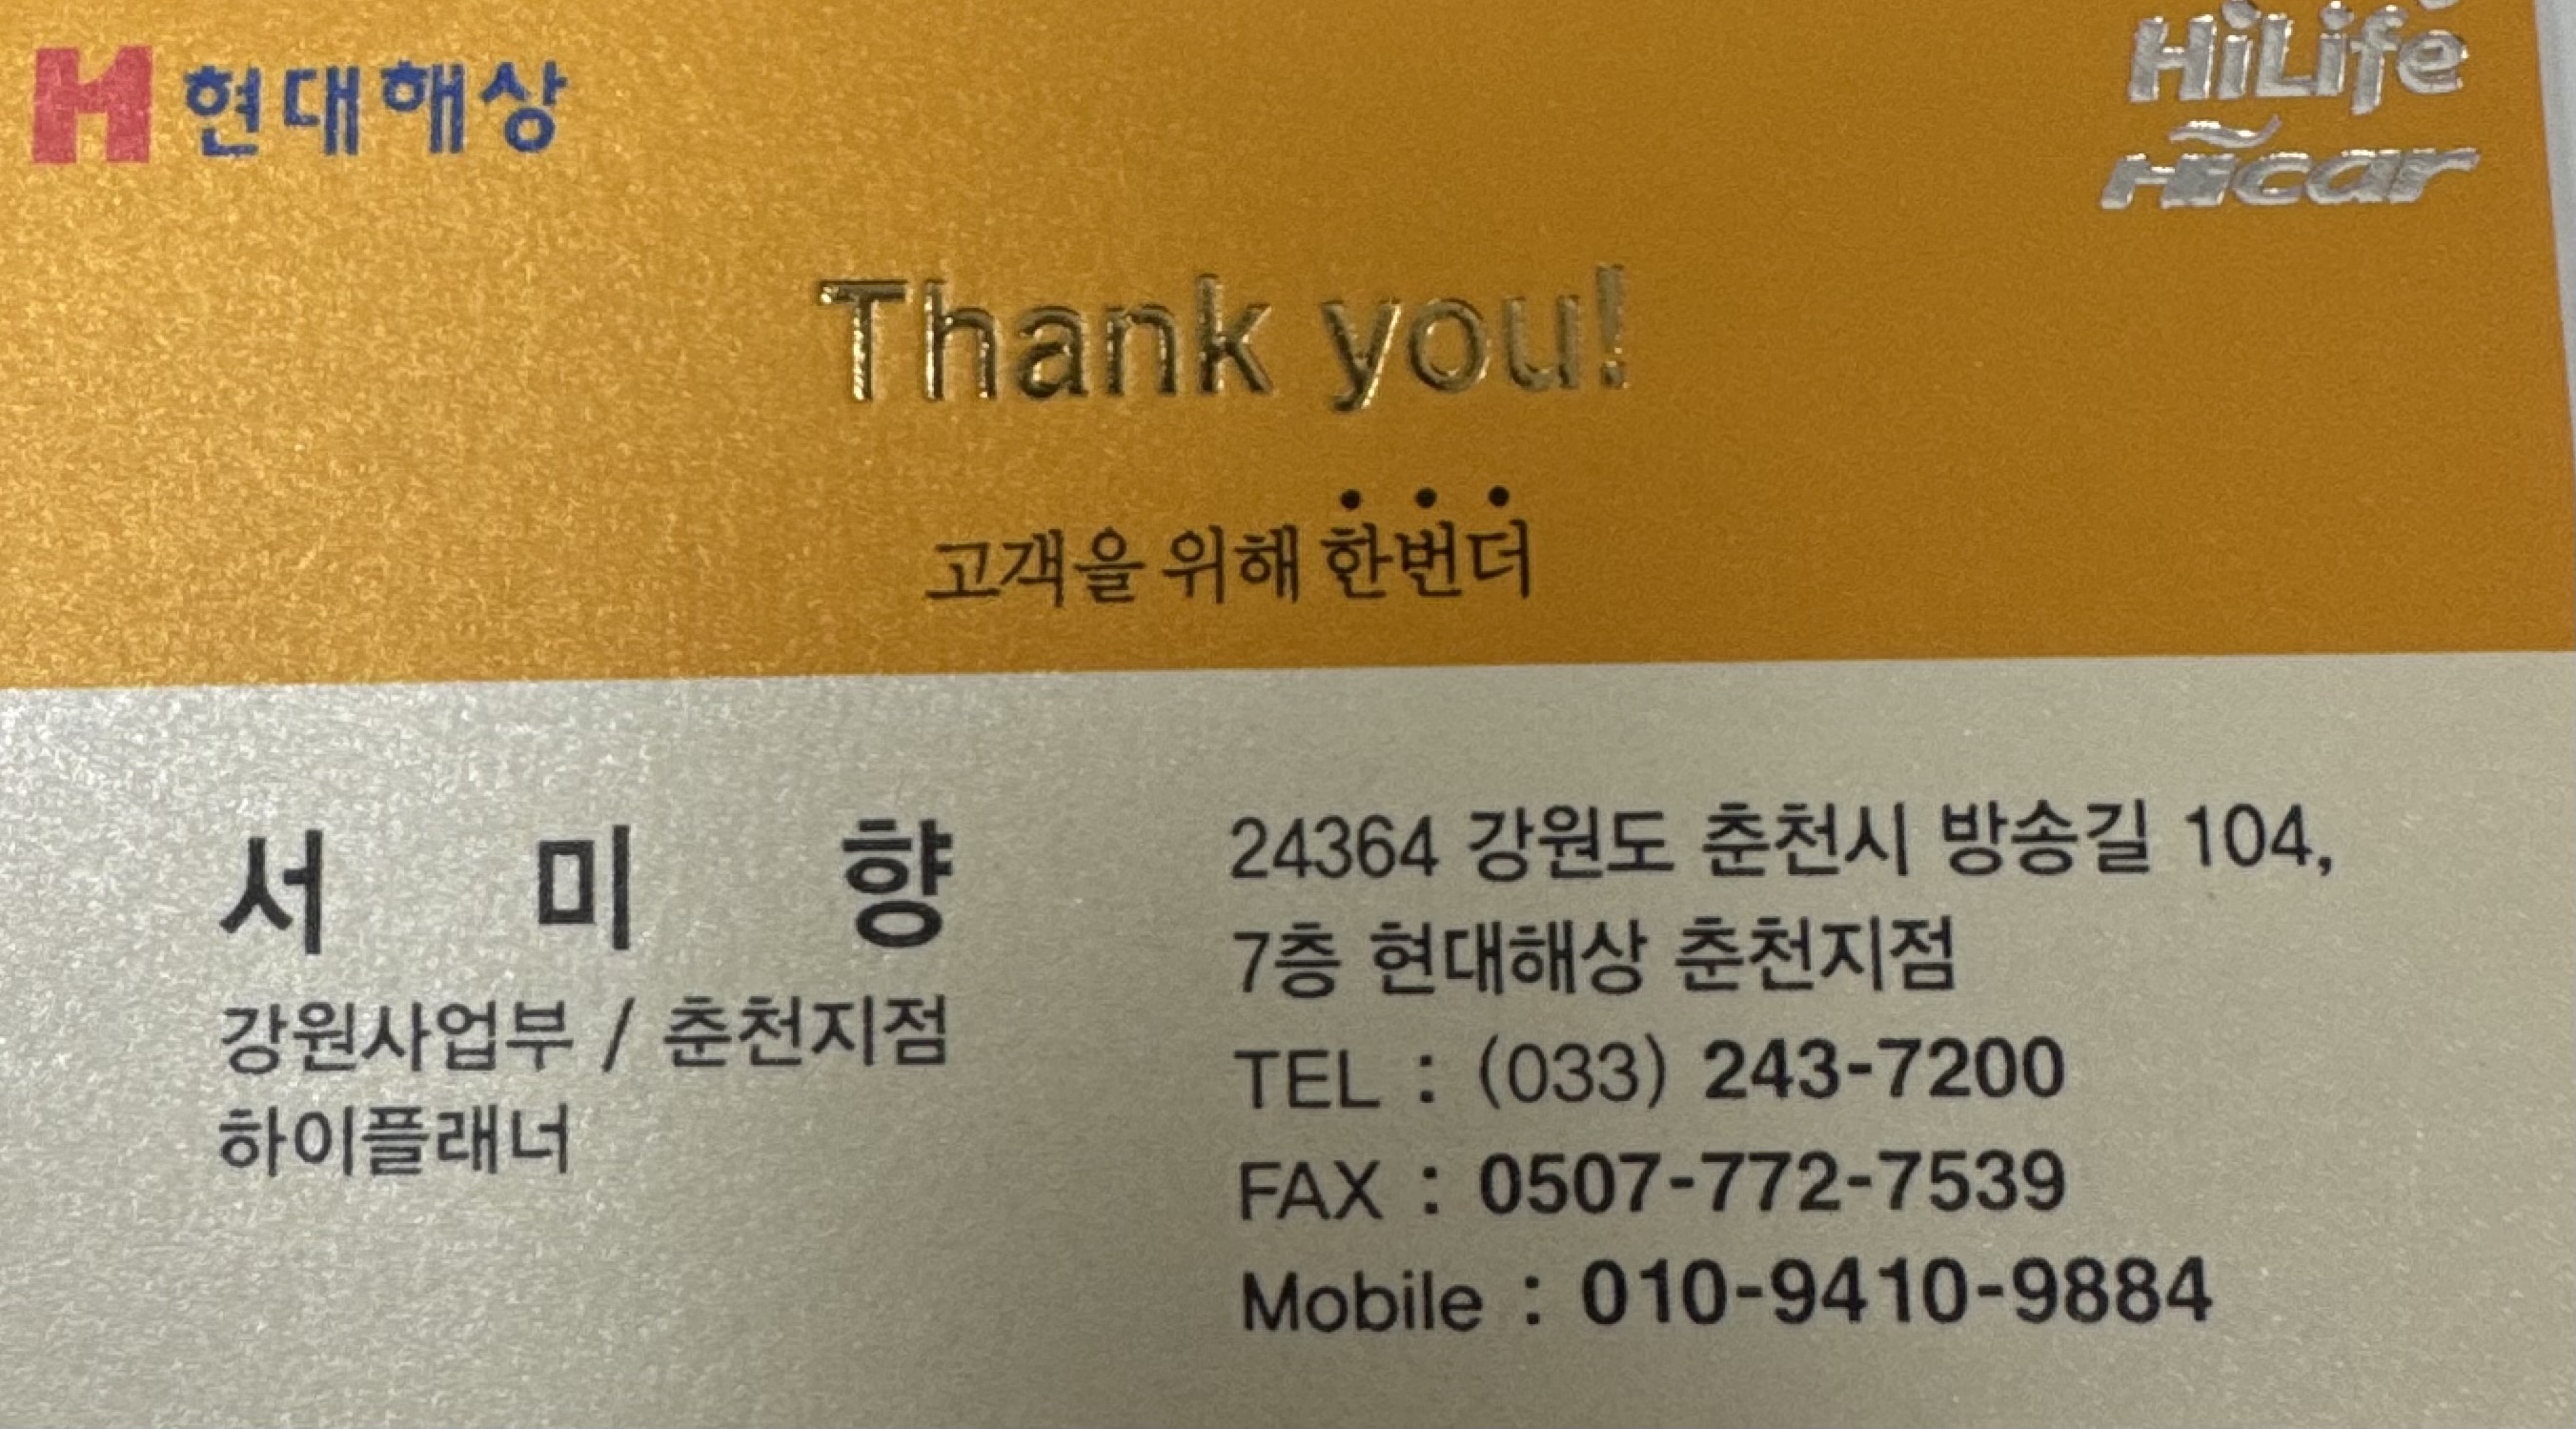 현대해상
HiLife
Hicar
Thank you!
고객을 위해 한번더
서 미 향
강원사업부 / 춘천지점
하이플래너
24364 강원도 춘천시 방송길 104,
7층 현대해상 춘천지점
TEL : (033) 243-7200
FAX : 0507-772-7539
Mobile : 010-9410-9884